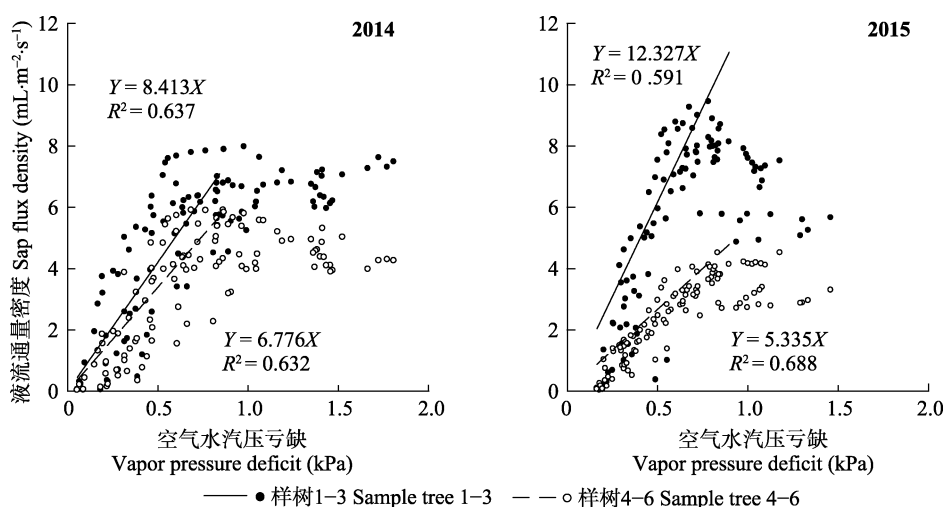 液流通量密度 Sap flux density (mL·m⁻²·s⁻¹)
12
10
8
6
4
2
0
2014
Y = 8.413X
R² = 0.637
Y = 6.776X
R² = 0.632
0 0.5 1.0 1.5 2.0
空气水汽压亏缺
Vapor pressure deficit (kPa)
12
10
8
6
4
2
0
2015
Y = 12.327X
R² = 0 .591
Y = 5.335X
R² = 0.688
0 0.5 1.0 1.5 2.0
空气水汽压亏缺
Vapor pressure deficit (kPa)
样树1−3 Sample tree 1−3 样树4−6 Sample tree 4−6